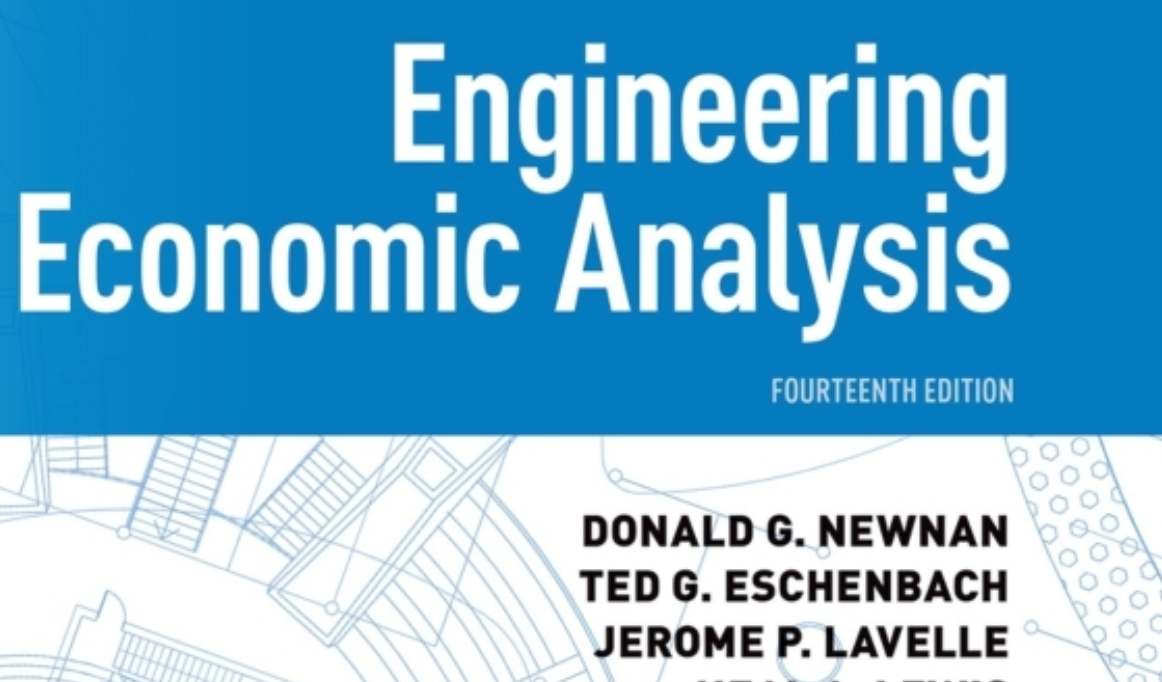 Engineering
Economic Analysis
FOURTEENTH EDITION
DONALD G. NEWNAN
TED G. ESCHENBACH
JEROME P. LAVELLE